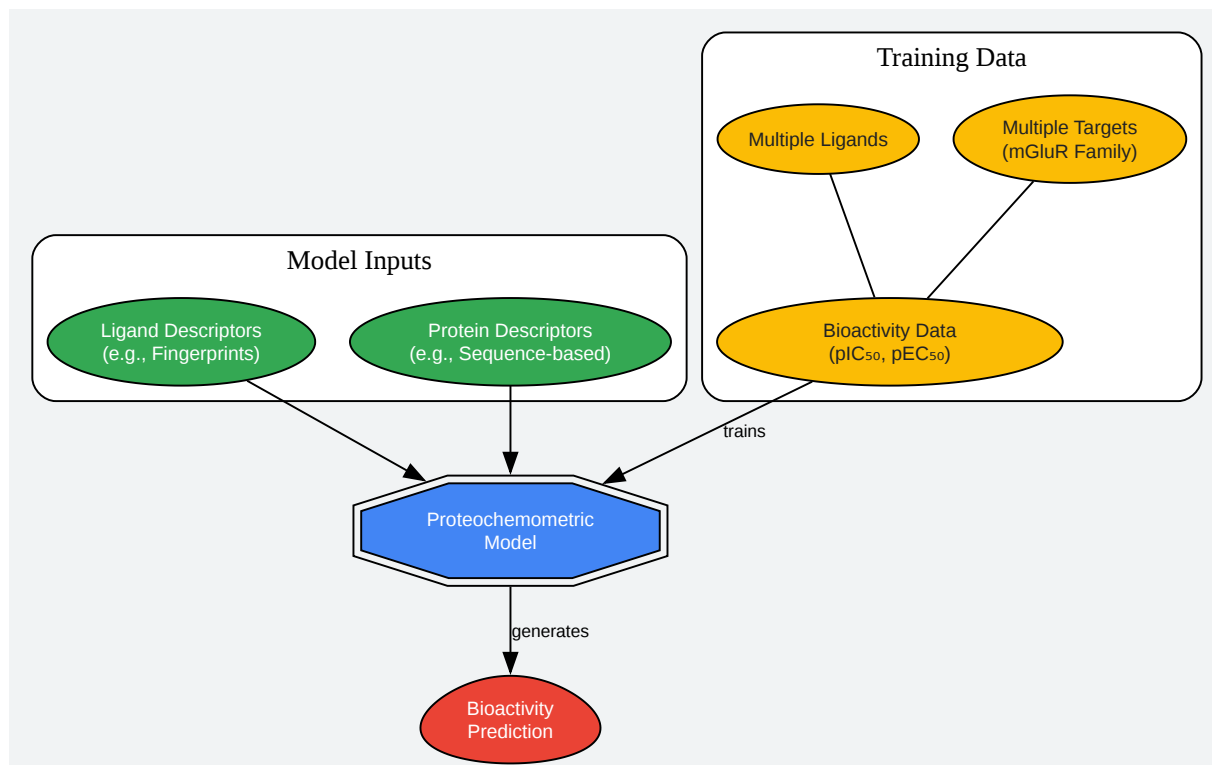 Training Data
Multiple Ligands
Multiple Targets
(mGluR Family)
Model Inputs
Ligand Descriptors
(e.g., Fingerprints)
Protein Descriptors
(e.g., Sequence-based)
Bioactivity Data
(pIC₅₀, pEC₅₀)
trains
Proteochemometric
Model
generates
Bioactivity
Prediction